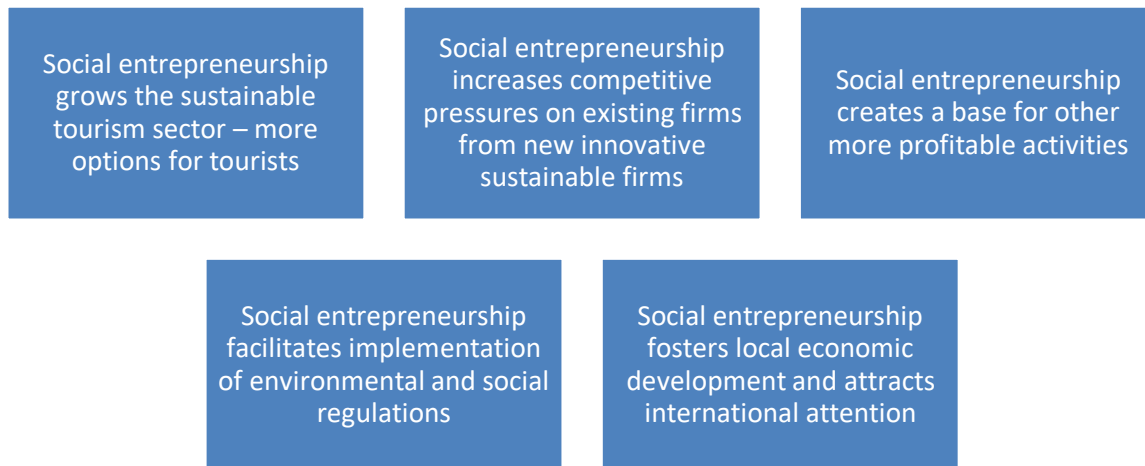 Social entrepreneurship
grows the sustainable
tourism sector – more
options for tourists
Social entrepreneurship
increases competitive
pressures on existing firms
from new innovative
sustainable firms
Social entrepreneurship
creates a base for other
more profitable activities
Social entrepreneurship
facilitates implementation
of environmental and social
regulations
Social entrepreneurship
fosters local economic
development and attracts
international attention